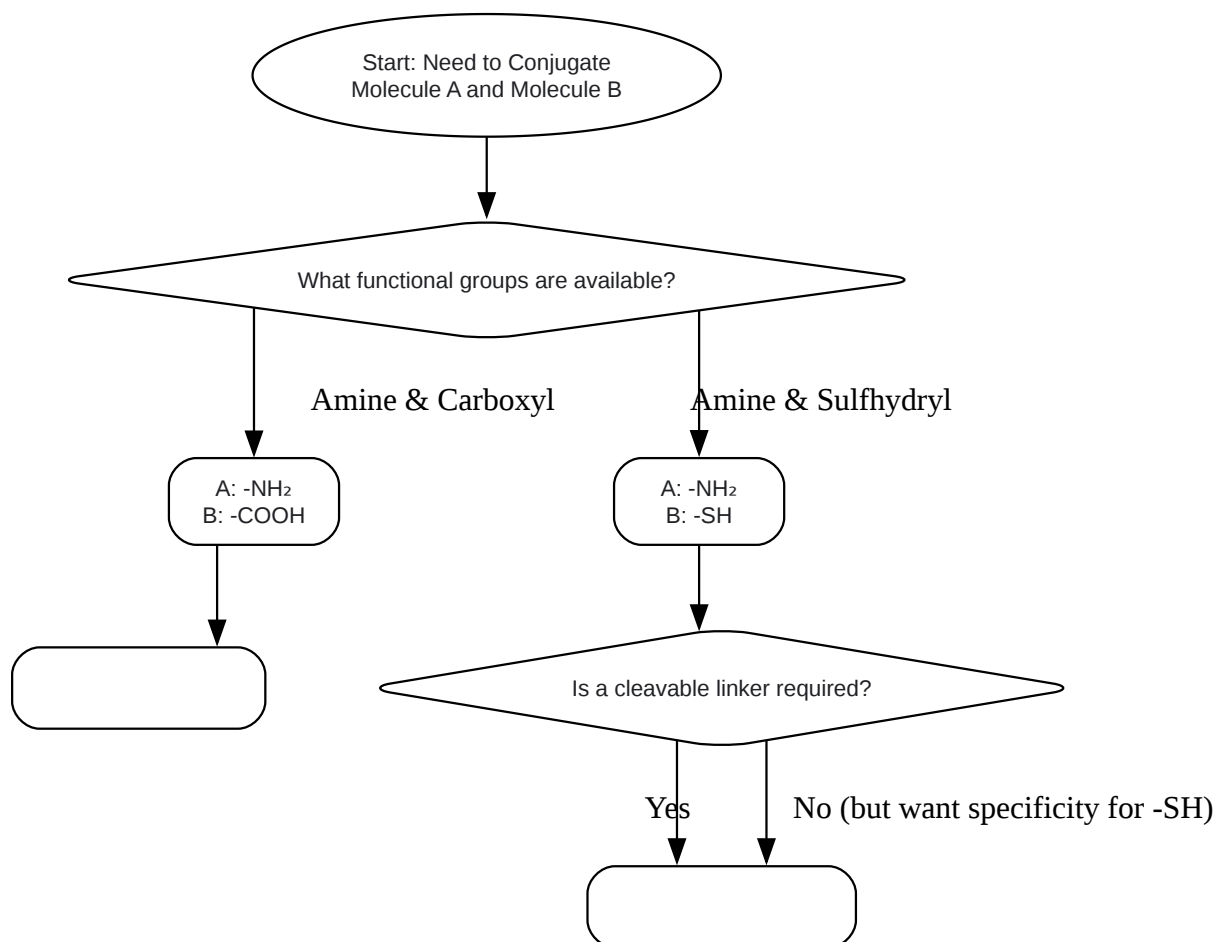 Start: Need to Conjugate
Molecule A and Molecule B
What functional groups are available?
Amine & Carboxyl
Amine & Sulfhydryl
A: -NH₂
B: -COOH
A: -NH₂
B: -SH
Is a cleavable linker required?
Yes
No (but want specificity for -SH)